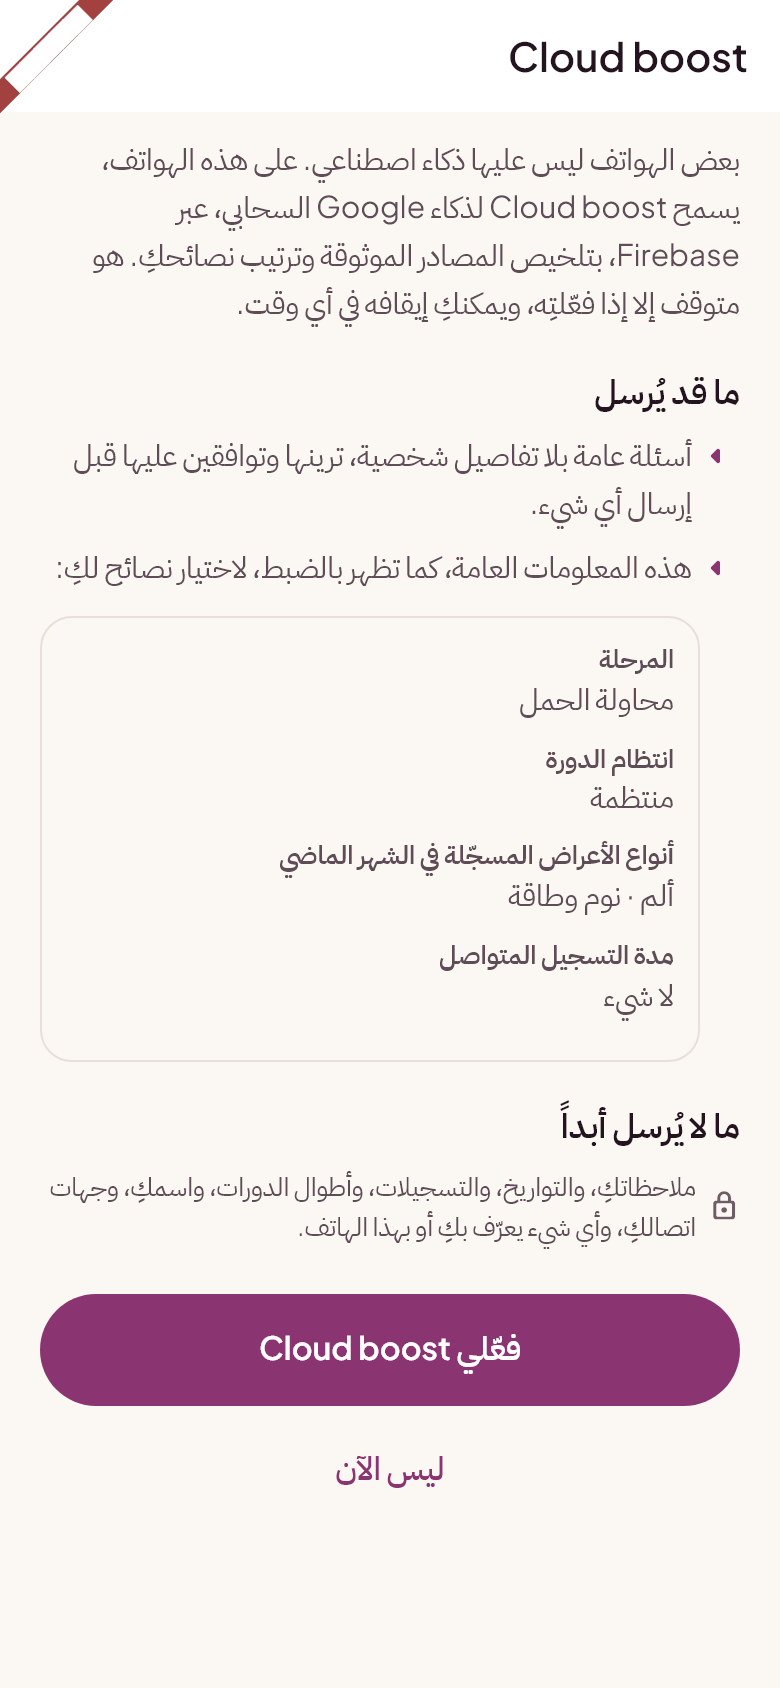 Cloud boost
بعض الهواتف ليس عليها ذكاء اصطناعي. على هذه الهواتف،
يسمح Cloud boost لذكاء Google السحابي، عبر
Firebase، بتلخيص المصادر الموثوقة وترتيب نصائحكِ. هو
متوقف إلا إذا فعّلتِه، ويمكنكِ إيقافه في أي وقت.
ما قد يُرسل
أسئلة عامة بلا تفاصيل شخصية، ترينها وتوافقين عليها قبل
إرسال أي شيء.
هذه المعلومات العامة، كما تظهر بالضبط، لاختيار نصائح لكِ:
المرحلة
محاولة الحمل
انتظام الدورة
منتظمة
أنواع الأعراض المسجّلة في الشهر الماضي
ألم · نوم وطاقة
مدة التسجيل المتواصل
لا شيء
ما لا يُرسل أبداً
ملاحظاتكِ، والتواريخ، والتسجيلات، وأطوال الدورات، واسمكِ، وجهات
اتصالكِ، وأي شيء يعرّف بكِ أو بهذا الهاتف.
فعّلي Cloud boost
ليس الآن